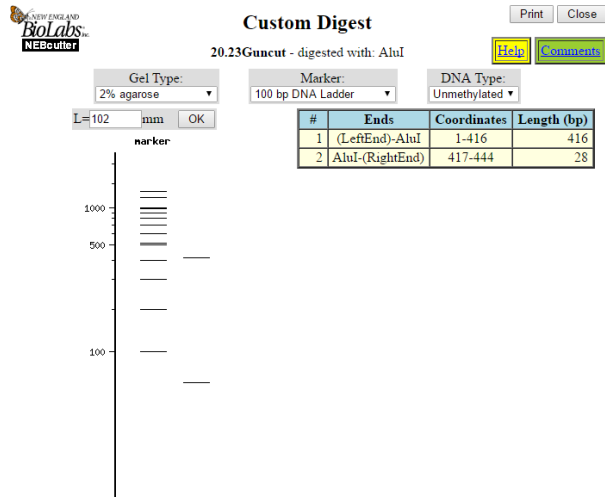 NEW ENGLAND
BioLabs Inc.
NEBcutter
Custom Digest
Print Close
20.23Guncut - digested with: AluI
Help Comments
Gel Type: Marker: DNA Type:
2% agarose 100 bp DNA Ladder Unmethylated
L= 102 mm OK
# Ends Coordinates Length (bp)
1 (LeftEnd)-AluI 1-416 416
2 AluI-(RightEnd) 417-444 28
marker
1000
500
100